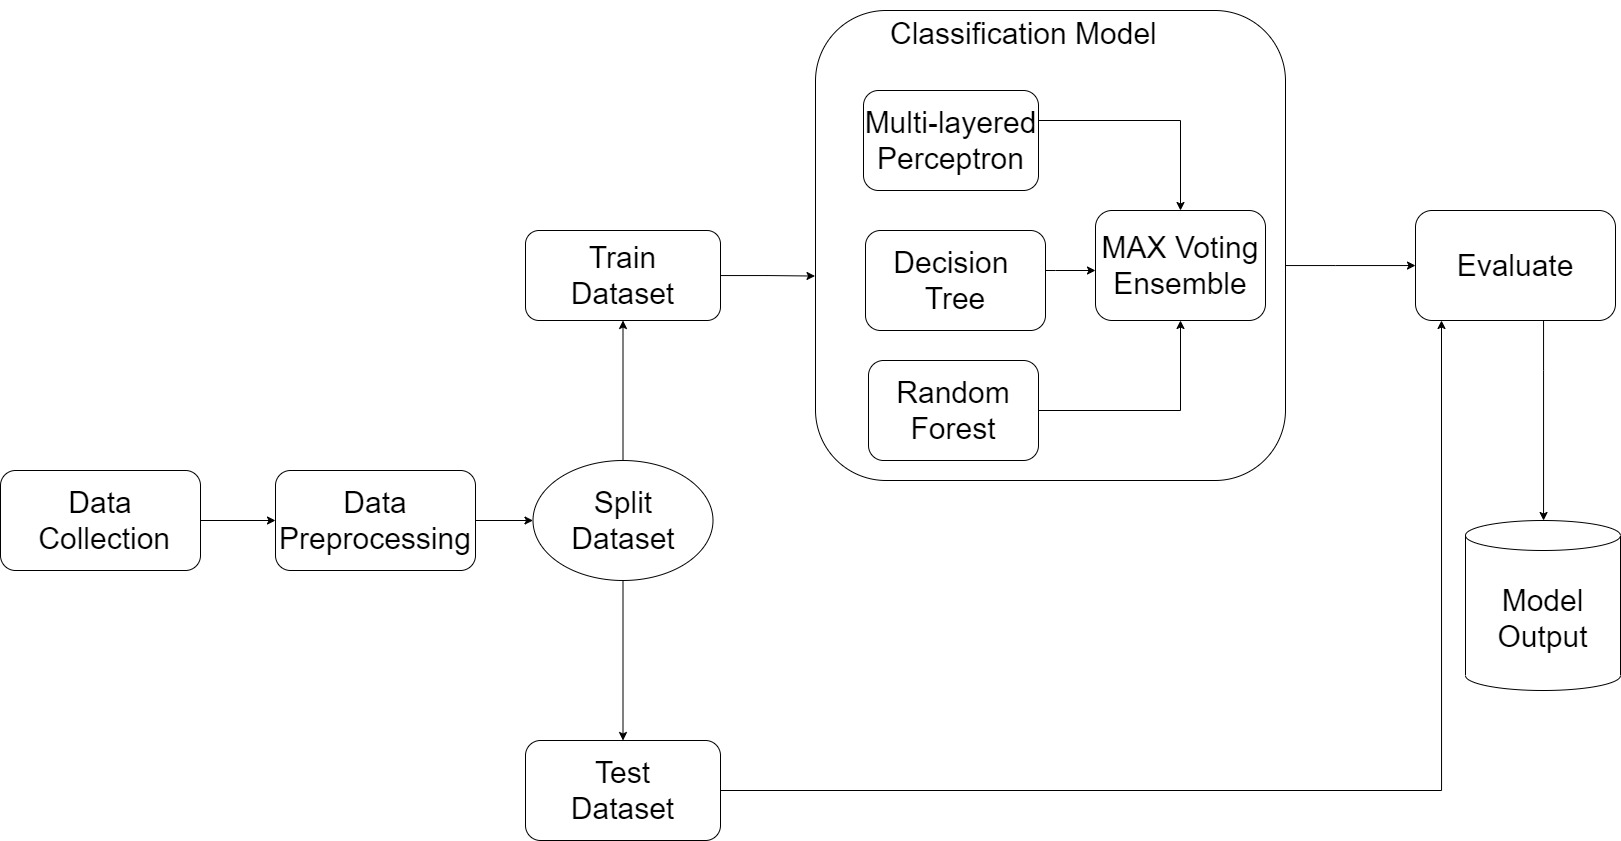 Classification Model
Multi-layered
Perceptron
Decision
Tree
Random
Forest
MAX Voting
Ensemble
Train
Dataset
Evaluate
Data
Collection
Data
Preprocessing
Split
Dataset
Model
Output
Test
Dataset